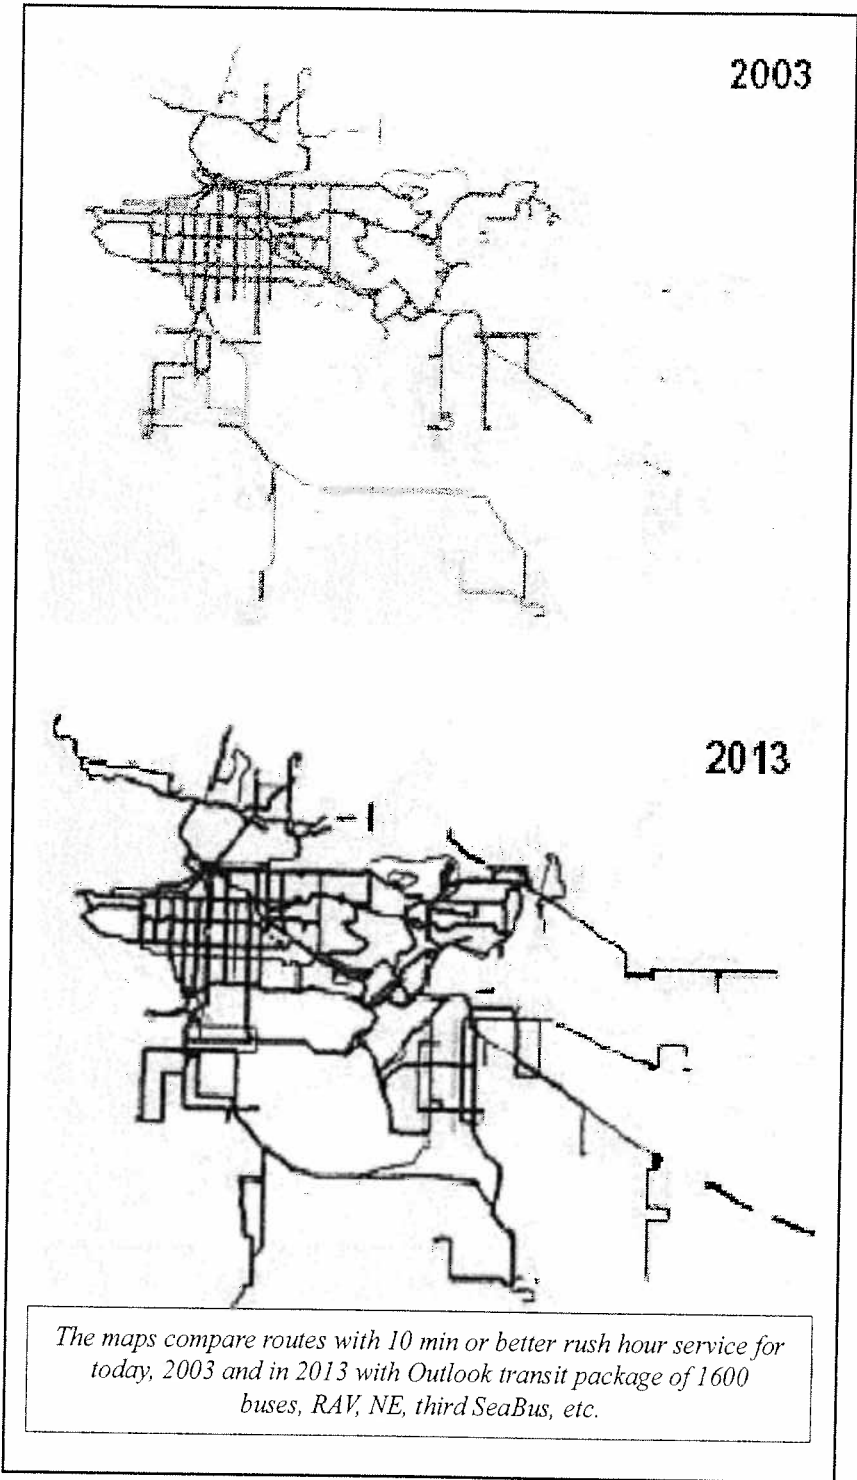 2003
2013
The maps compare routes with 10 min or better rush hour service for
today, 2003 and in 2013 with Outlook transit package of 1600
buses, RAV, NE, third SeaBus, etc.